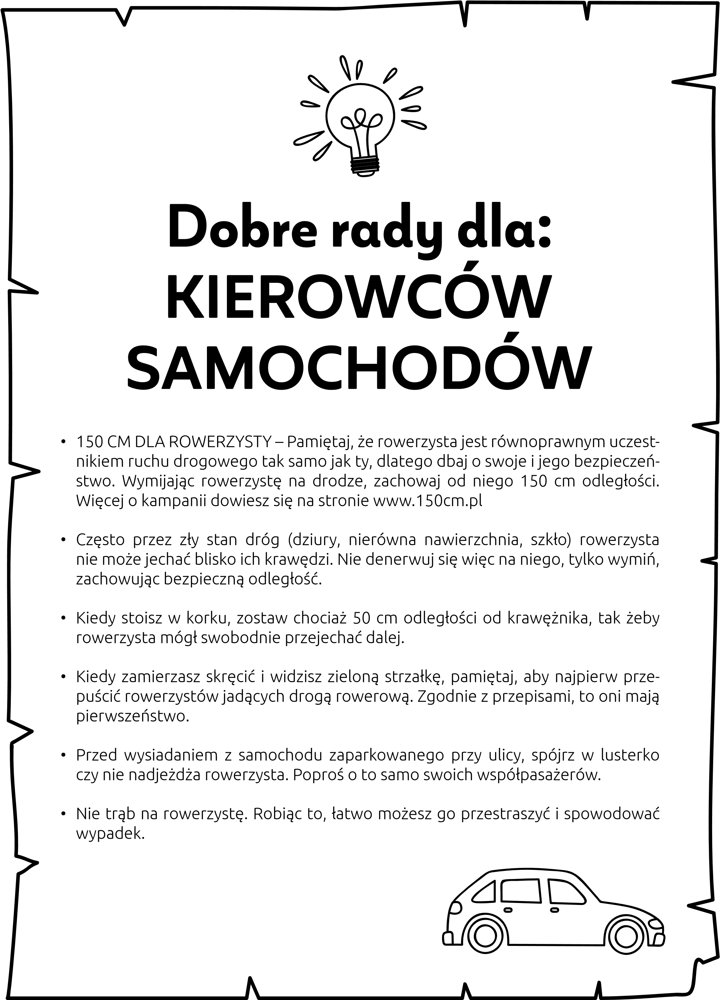 Dobre rady dla:
KIEROWCÓW
SAMOCHODÓW
• 150 CM DLA ROWERZYSTY – Pamiętaj, że rowerzysta jest równoprawnym uczest-
nikiem ruchu drogowego tak samo jak ty, dlatego dbaj o swoje i jego bezpieczeń-
stwo. Wymijając rowerzystę na drodze, zachowaj od niego 150 cm odległości.
Więcej o kampanii dowiesz się na stronie www.150cm.pl
• Często przez zły stan dróg (dziury, nierówna nawierzchnia, szkło) rowerzysta
nie może jechać blisko ich krawędzi. Nie denerwuj się więc na niego, tylko wymiń,
zachowując bezpieczną odległość.
• Kiedy stoisz w korku, zostaw chociaż 50 cm odległości od krawężnika, tak żeby
rowerzysta mógł swobodnie przejechać dalej.
• Kiedy zamierzasz skręcić i widzisz zieloną strzałkę, pamiętaj, aby najpierw prze-
puścić rowerzystów jadących drogą rowerową. Zgodnie z przepisami, to oni mają
pierwszeństwo.
• Przed wysiadaniem z samochodu zaparkowanego przy ulicy, spójrz w lusterko
czy nie nadjeżdża rowerzysta. Poproś o to samo swoich współpasażerów.
• Nie trąb na rowerzystę. Robiąc to, łatwo możesz go przestraszyć i spowodować
wypadek.